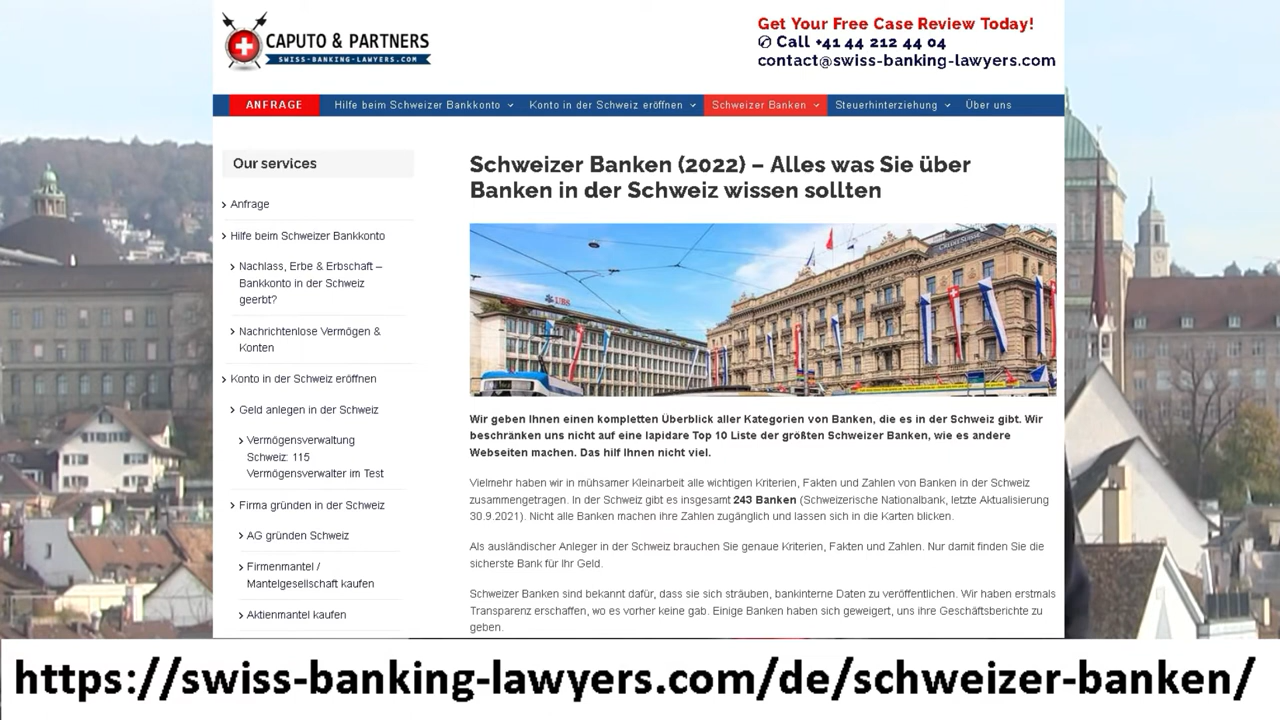 CAPUTO & PARTNERS
SWISS-BANKING-LAWYERS.COM
Get Your Free Case Review Today!
✆ Call +41 44 212 44 04
contact@swiss-banking-lawyers.com
ANFRAGE
Hilfe beim Schweizer Bankkonto
Konto in der Schweiz eröffnen
Schweizer Banken
Steuerhinterziehung
Über uns
Our services
Anfrage
Hilfe beim Schweizer Bankkonto
Nachlass, Erbe & Erbschaft –
Bankkonto in der Schweiz
geerbt?
Nachrichtenlose Vermögen &
Konten
Konto in der Schweiz eröffnen
Geld anlegen in der Schweiz
Vermögensverwaltung
Schweiz: 115
Vermögensverwalter im Test
Firma gründen in der Schweiz
AG gründen Schweiz
Firmenmantel /
Mantelgesellschaft kaufen
Aktienmantel kaufen
Schweizer Banken (2022) – Alles was Sie über
Banken in der Schweiz wissen sollten
UBS
CREDIT SUISSE
Wir geben Ihnen einen kompletten Überblick aller Kategorien von Banken, die es in der Schweiz gibt. Wir
beschränken uns nicht auf eine lapidare Top 10 Liste der größten Schweizer Banken, wie es andere
Webseiten machen. Das hilf Ihnen nicht viel.
Vielmehr haben wir in mühsamer Kleinarbeit alle wichtigen Kriterien, Fakten und Zahlen von Banken in der Schweiz
zusammengetragen. In der Schweiz gibt es insgesamt 243 Banken (Schweizerische Nationalbank, letzte Aktualisierung
30.9.2021). Nicht alle Banken machen ihre Zahlen zugänglich und lassen sich in die Karten blicken.
Als ausländischer Anleger in der Schweiz brauchen Sie genaue Kriterien, Fakten und Zahlen. Nur damit finden Sie die
sicherste Bank für Ihr Geld.
Schweizer Banken sind bekannt dafür, dass sie sich sträuben, bankinterne Daten zu veröffentlichen. Wir haben erstmals
Transparenz erschaffen, wo es vorher keine gab. Einige Banken haben sich geweigert, uns ihre Geschäftsberichte zu
geben.
https://swiss-banking-lawyers.com/de/schweizer-banken/